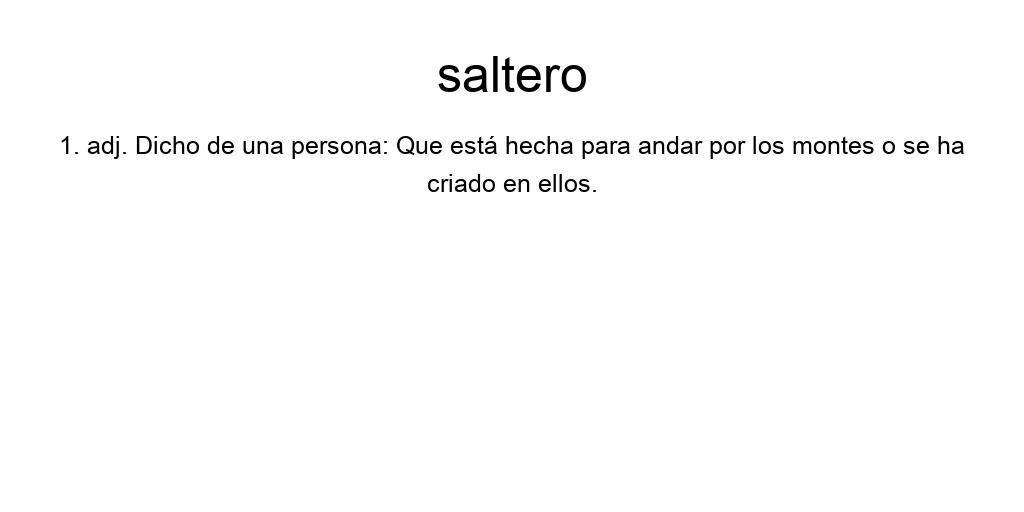 saltero
1. adj. Dicho de una persona: Que está hecha para andar por los montes o se ha
criado en ellos.